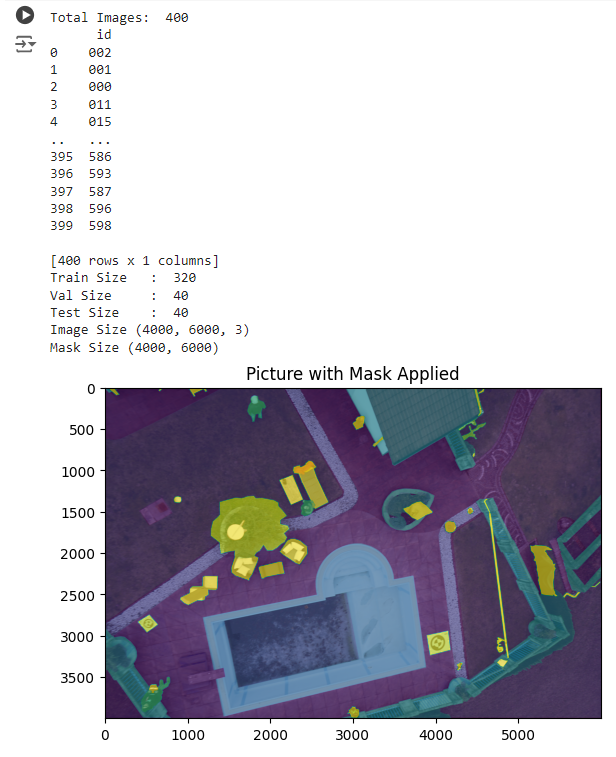 Total Images:  400
      id
0    002
1    001
2    000
3    011
4    015
..   ...
395  586
396  593
397  587
398  596
399  598
[400 rows x 1 columns]
Train Size   :  320
Val Size     :  40
Test Size    :  40
Image Size (4000, 6000, 3)
Mask Size (4000, 6000)
Picture with Mask Applied
0
500
1000
1500
2000
2500
3000
3500
0 1000 2000 3000 4000 5000